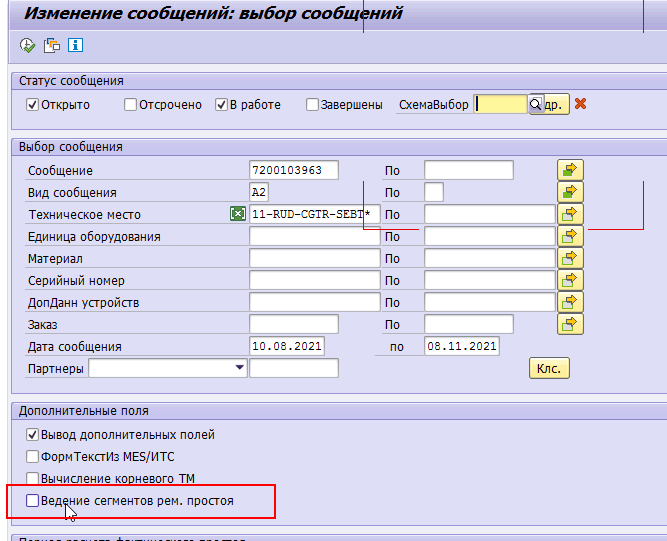 Изменение сообщений: выбор сообщений
Статус сообщения
Открыто Отсрочено В работе Завершены СхемаВыбор др.
Выбор сообщения
Сообщение 7200103963 По
Вид сообщения A2 По
Техническое место 11-RUD-CGTR-SEBT* По
Единица оборудования По
Материал По
Серийный номер По
ДопДанн устройств По
Заказ По
Дата сообщения 10.08.2021 по 08.11.2021
Партнеры Клс.
Дополнительные поля
Вывод дополнительных полей
ФормТекстИз MES/ИТС
Вычисление корневого ТМ
Ведение сегментов рем. простоя